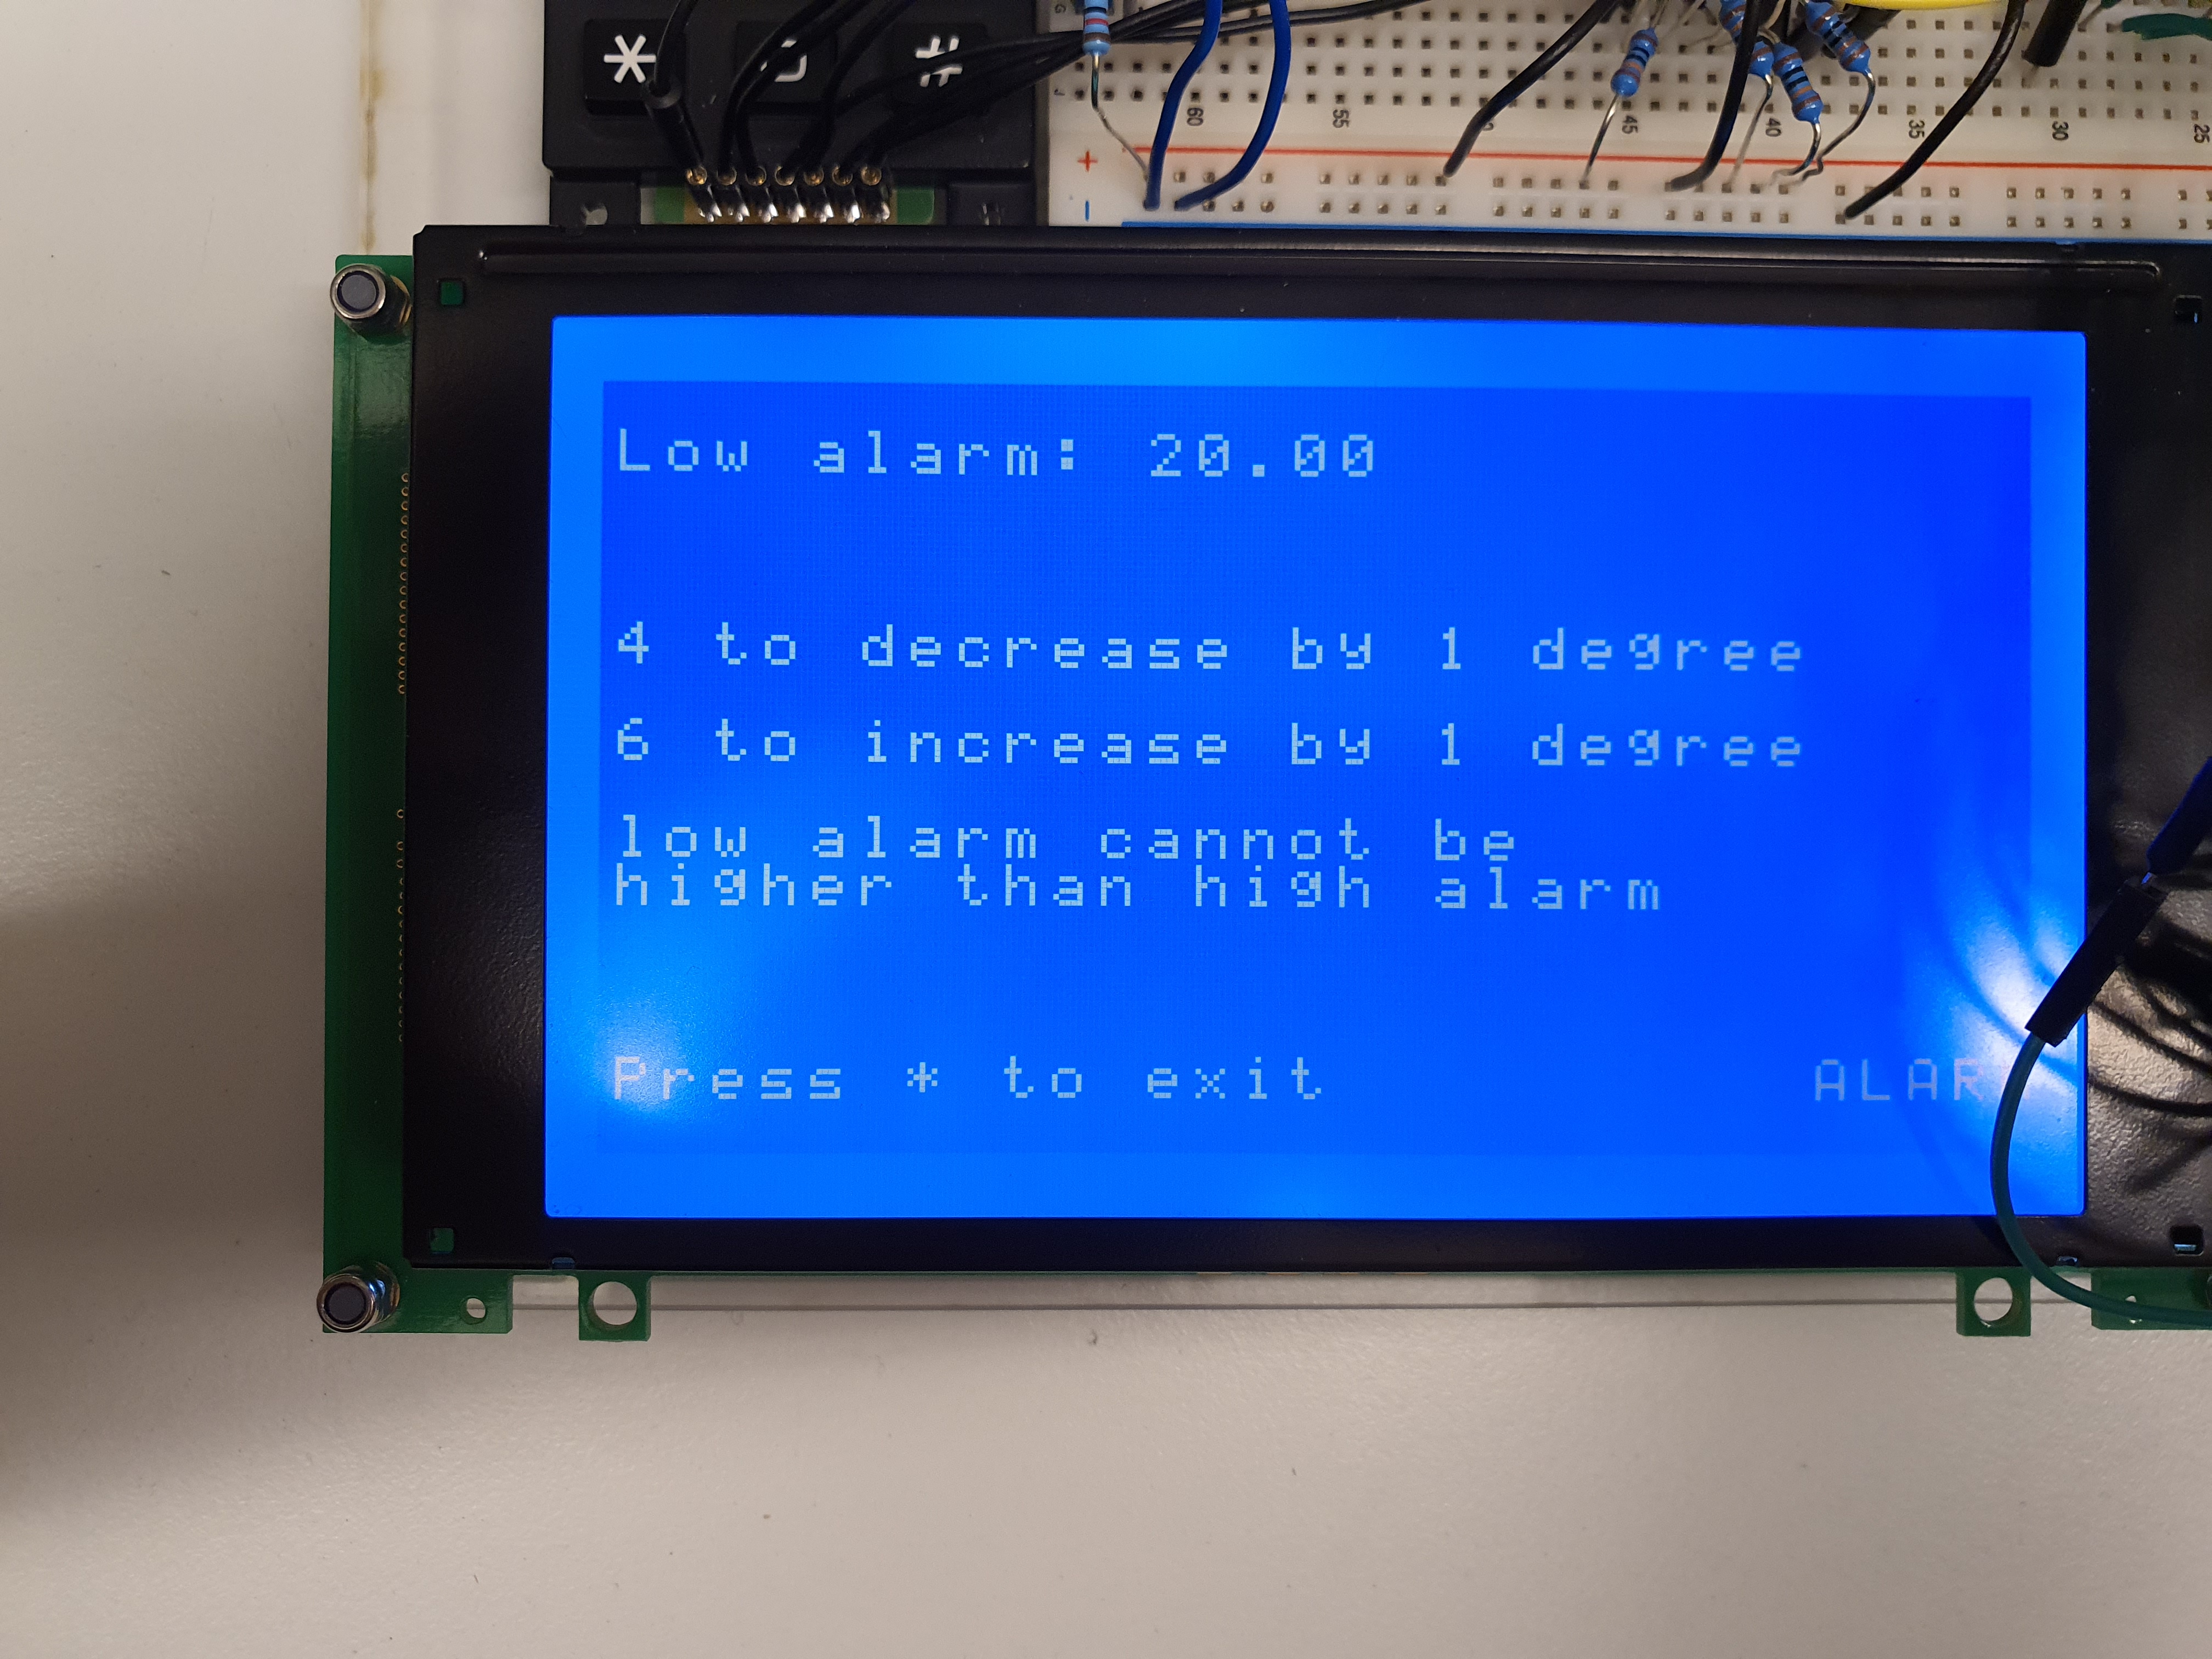 Low alarm: 20.00
4 to decrease by 1 degree
6 to increase by 1 degree
low alarm cannot be
higher than high alarm
Press * to exit ALAR
*
#
J
- +
60
55
45
40
35
30
25